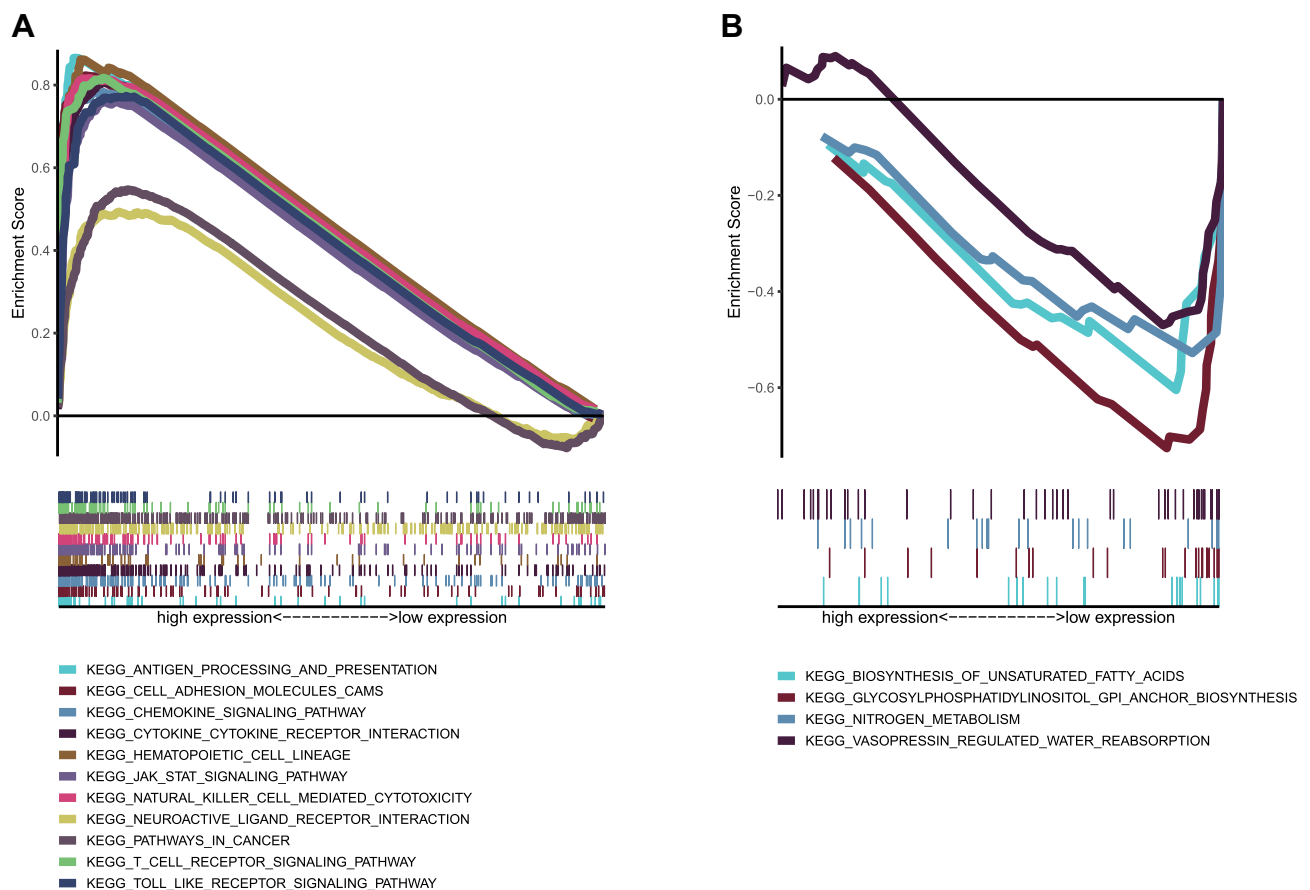 A
Enrichment Score
0.8
0.6
0.4
0.2
0.0
high expression<------------>low expression
KEGG_ANTIGEN_PROCESSING_AND_PRESENTATION
KEGG_CELL_ADHESION_MOLECULES_CAMS
KEGG_CHEMOKINE_SIGNALING_PATHWAY
KEGG_CYTOKINE_CYTOKINE_RECEPTOR_INTERACTION
KEGG_HEMATOPOIETIC_CELL_LINEAGE
KEGG_JAK_STAT_SIGNALING_PATHWAY
KEGG_NATURAL_KILLER_CELL_MEDIATED_CYTOTOXICITY
KEGG_NEUROACTIVE_LIGAND_RECEPTOR_INTERACTION
KEGG_PATHWAYS_IN_CANCER
KEGG_T_CELL_RECEPTOR_SIGNALING_PATHWAY
KEGG_TOLL_LIKE_RECEPTOR_SIGNALING_PATHWAY
B
Enrichment Score
0.0
−0.2
−0.4
−0.6
high expression<------------>low expression
KEGG_BIOSYNTHESIS_OF_UNSATURATED_FATTY_ACIDS
KEGG_GLYCOSYLPHOSPHATIDYLINOSITOL_GPI_ANCHOR_BIOSYNTHESIS
KEGG_NITROGEN_METABOLISM
KEGG_VASOPRESSIN_REGULATED_WATER_REABSORPTION